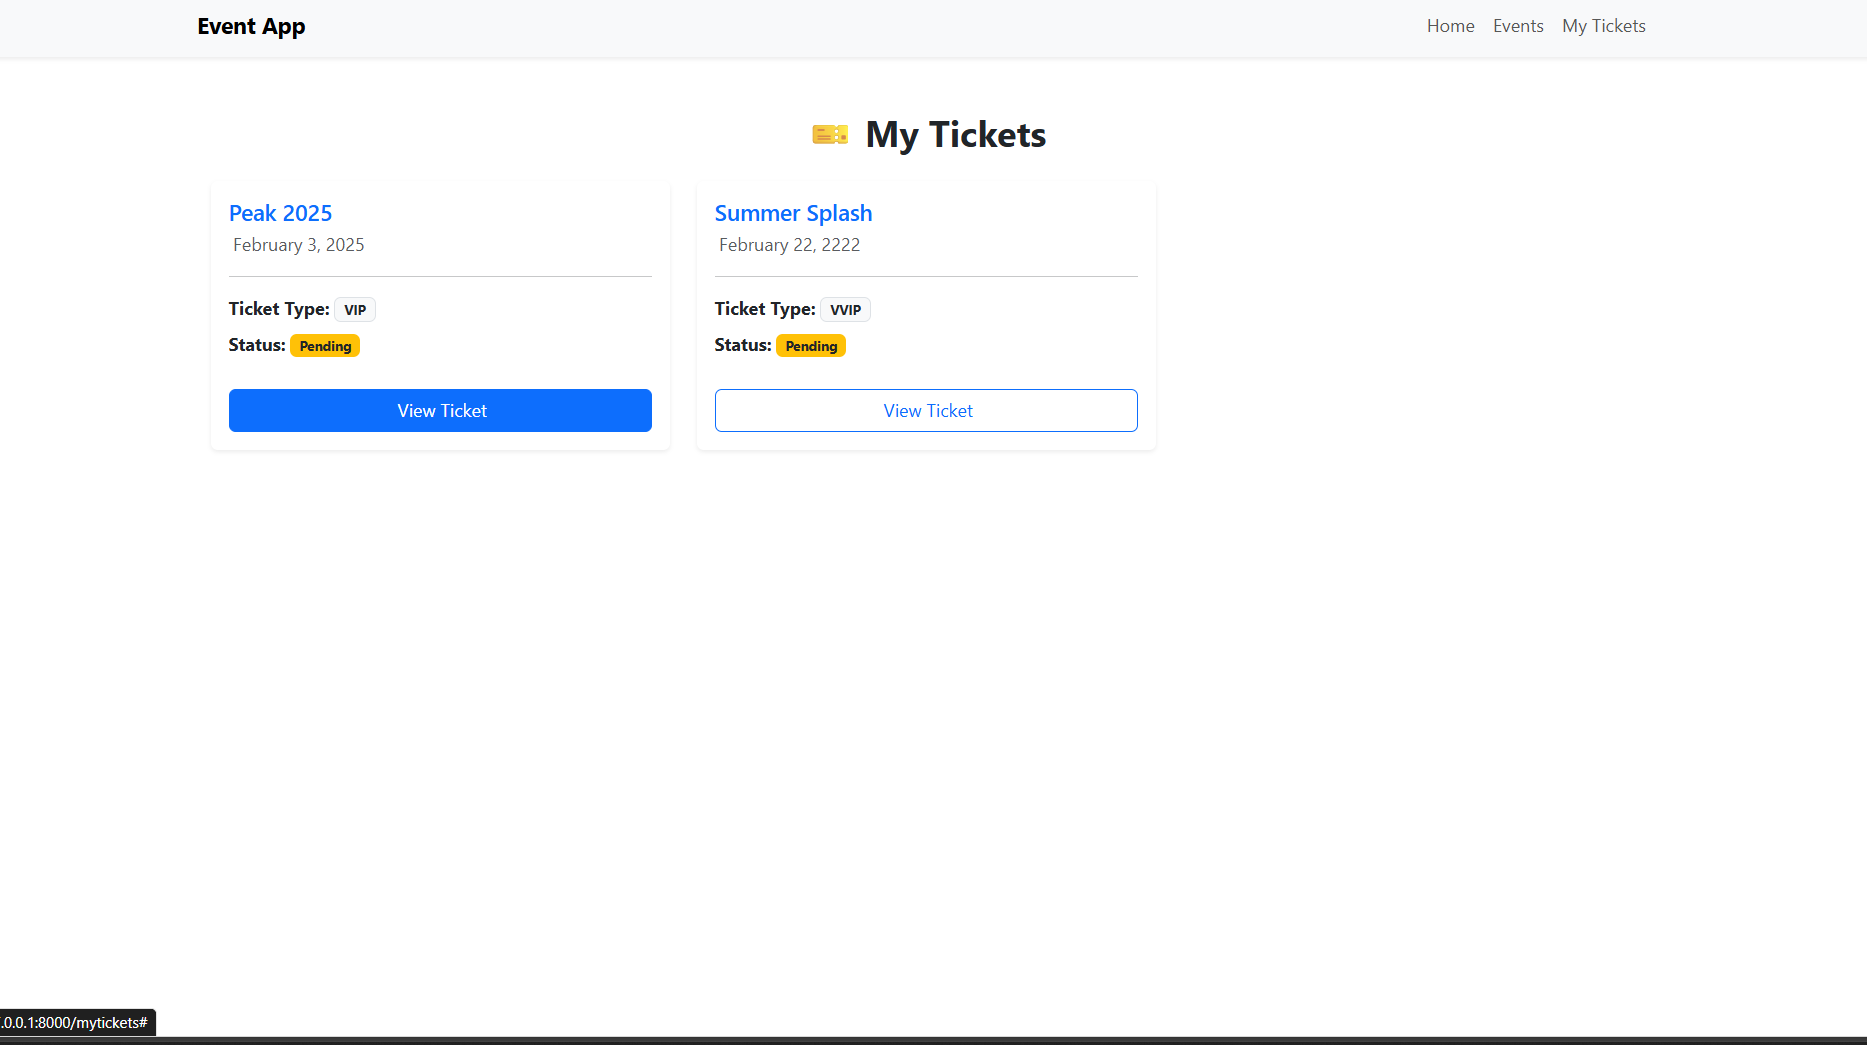 Event App
Home Events My Tickets
My Tickets
Peak 2025
February 3, 2025
Ticket Type: VIP
Status: Pending
View Ticket
Summer Splash
February 22, 2222
Ticket Type: VVIP
Status: Pending
View Ticket
.0.0.1:8000/mytickets#